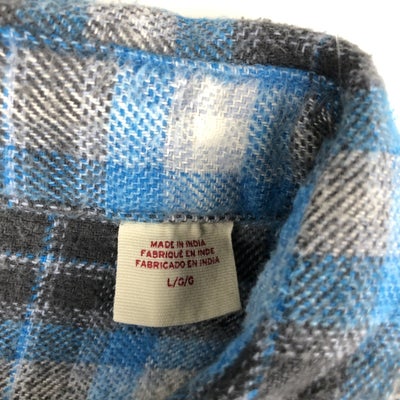 MADE IN INDIA
FABRIQUÉ EN INDE
FABRICADO EN INDIA
L/G/G